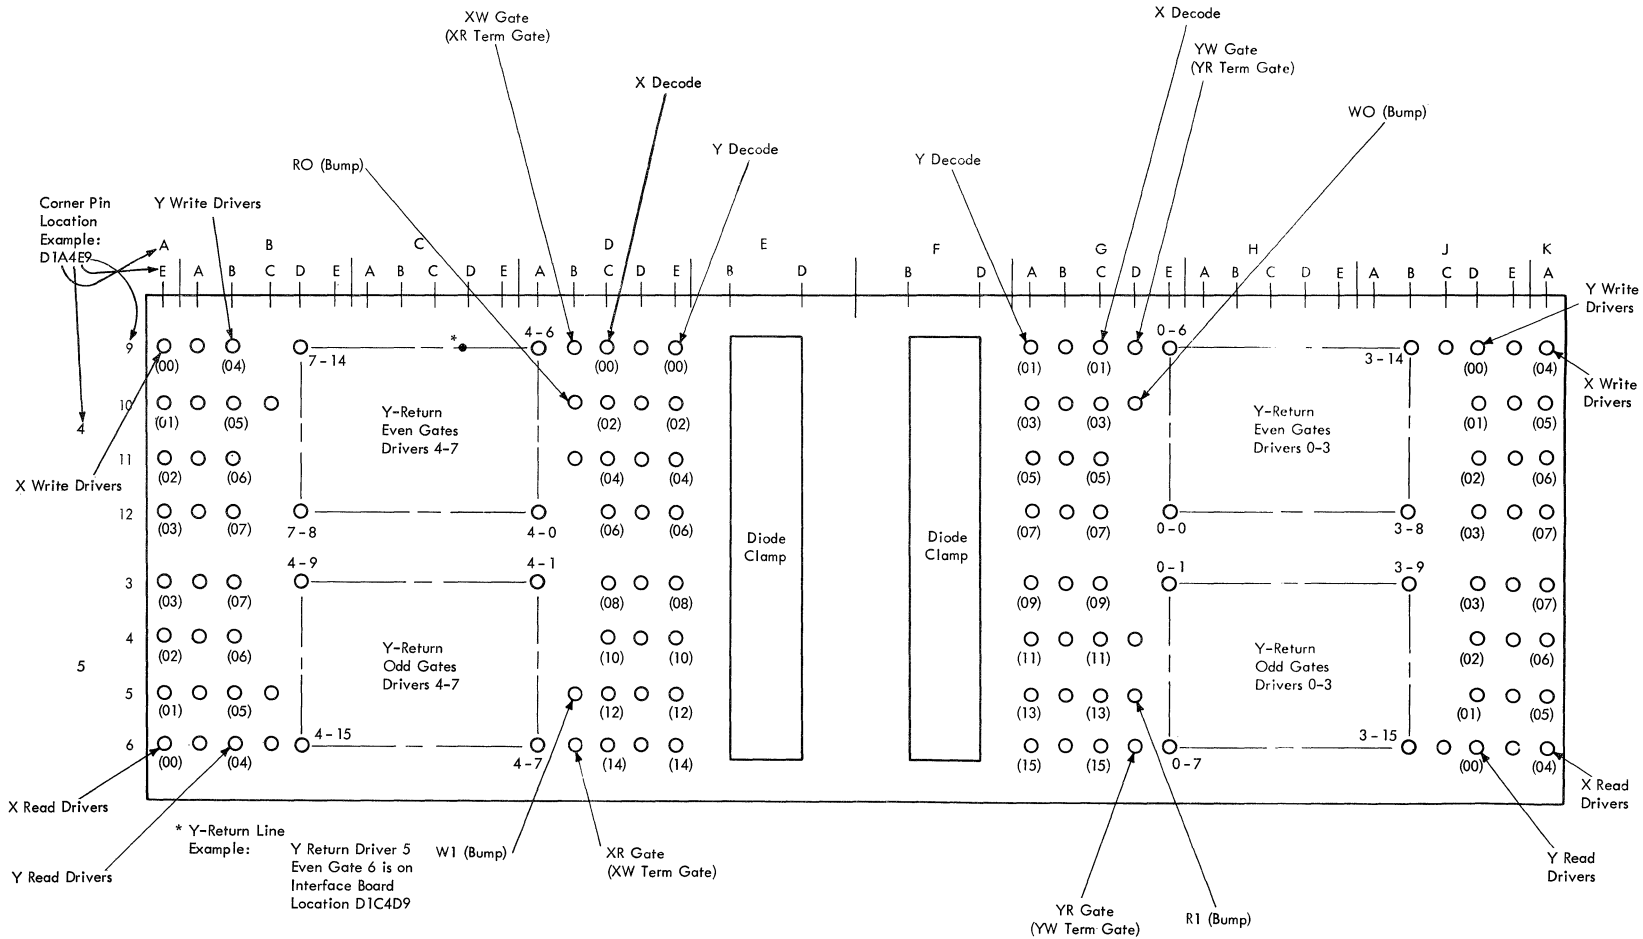 XW Gate
(XR Term Gate)
X Decode
X Decode
YW Gate
(YR Term Gate)
WO (Bump)
Y Decode
Y Decode
RO (Bump)
Corner Pin
Location
Example:
D1A4E9
Y Write Drivers
A B C D E F G H J K
E A B C D E A B C D E A B C D E B D B D A B C D E A B C D E A B C D E A
Y Write
Drivers
4-6 0-6
9 * 7-14 3-14
(00) (04) (00) (00) (01) (01) (00) (04)
X Write
Drivers
10
(01) (05) (02) (02) (03) (03) (01) (05)
4
Y-Return
Even Gates
Drivers 4-7
Y-Return
Even Gates
Drivers 0-3
11
(02) (06) (04) (04) (05) (05) (02) (06)
X Write Drivers
12
(03) (07) (06) (06) (07) (07) (03) (07)
7-8 4-0 0-0 3-8
Diode
Clamp
Diode
Clamp
4-9 4-1 0-1 3-9
3
(03) (07) (08) (08) (09) (09) (03) (07)
4
(02) (06) (10) (10) (11) (11) (02) (06)
5
Y-Return
Odd Gates
Drivers 4-7
Y-Return
Odd Gates
Drivers 0-3
5
(01) (05) (12) (12) (13) (13) (01) (05)
4-15 3-15
6
(00) (04) 4-7 (14) (14) (15) (15) 0-7 (00) (04)
X Read Drivers
X Read
Drivers
* Y-Return Line
Example:
Y Return Driver 5
Even Gate 6 is on
Interface Board
Location D1C4D9
W1 (Bump)
XR Gate
(XW Term Gate)
Y Read Drivers
Y Read
Drivers
YR Gate
(YW Term Gate)
R1 (Bump)